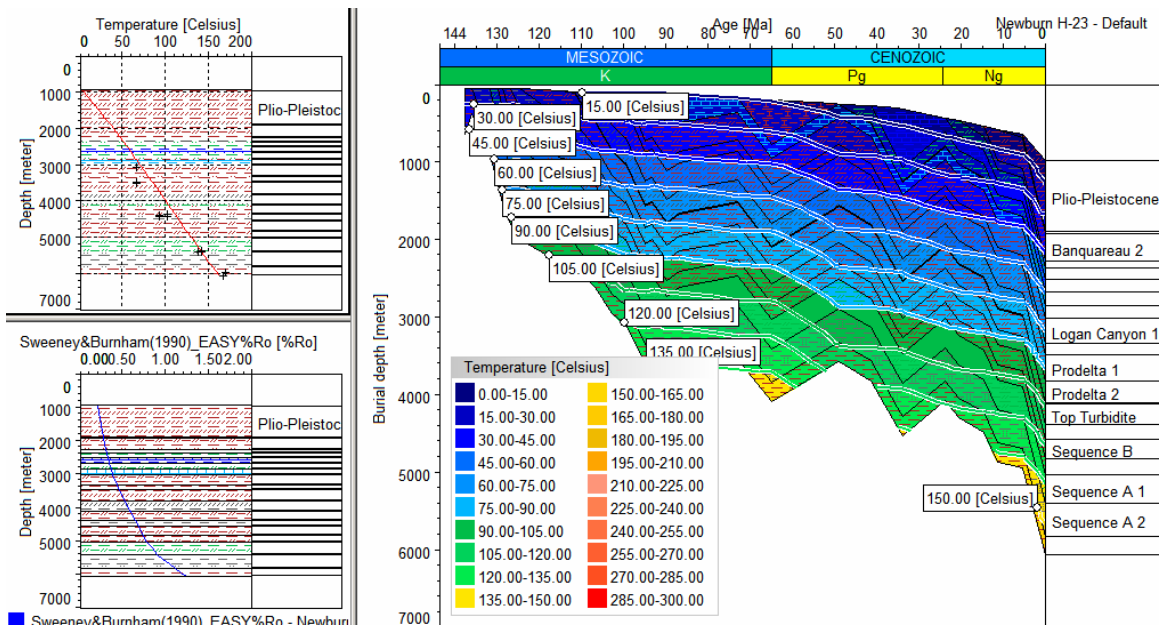 Temperature [Celsius]
0 50 100 150 200
0
1000
2000
3000
4000
5000
6000
7000
Depth [meter]
Plio-Pleistoc
Sweeney&Burnham(1990)_EASY%Ro [%Ro]
0.000.50 1.00 1.502.00
0
1000
2000
3000
4000
5000
6000
7000
Depth [meter]
Plio-Pleistoc
Sweeney&Burnham(1990)_EASY%Ro - Newburn
Age [Ma]
Newburn H-23 - Default
144 130 120 110 100 90 80 70 60 50 40 30 20 10 0
MESOZOIC CENOZOIC
K Pg Ng
0
1000
2000
3000
4000
5000
6000
7000
Burial depth [meter]
15.00 [Celsius]
30.00 [Celsius]
45.00 [Celsius]
60.00 [Celsius]
75.00 [Celsius]
90.00 [Celsius]
105.00 [Celsius]
120.00 [Celsius]
135.00 [Celsius]
150.00 [Celsius]
Temperature [Celsius]
0.00-15.00 150.00-165.00
15.00-30.00 165.00-180.00
30.00-45.00 180.00-195.00
45.00-60.00 195.00-210.00
60.00-75.00 210.00-225.00
75.00-90.00 225.00-240.00
90.00-105.00 240.00-255.00
105.00-120.00 255.00-270.00
120.00-135.00 270.00-285.00
135.00-150.00 285.00-300.00
Plio-Pleistocene
Banquareau 2
Logan Canyon 1
Prodelta 1
Prodelta 2
Top Turbidite
Sequence B
Sequence A 1
Sequence A 2